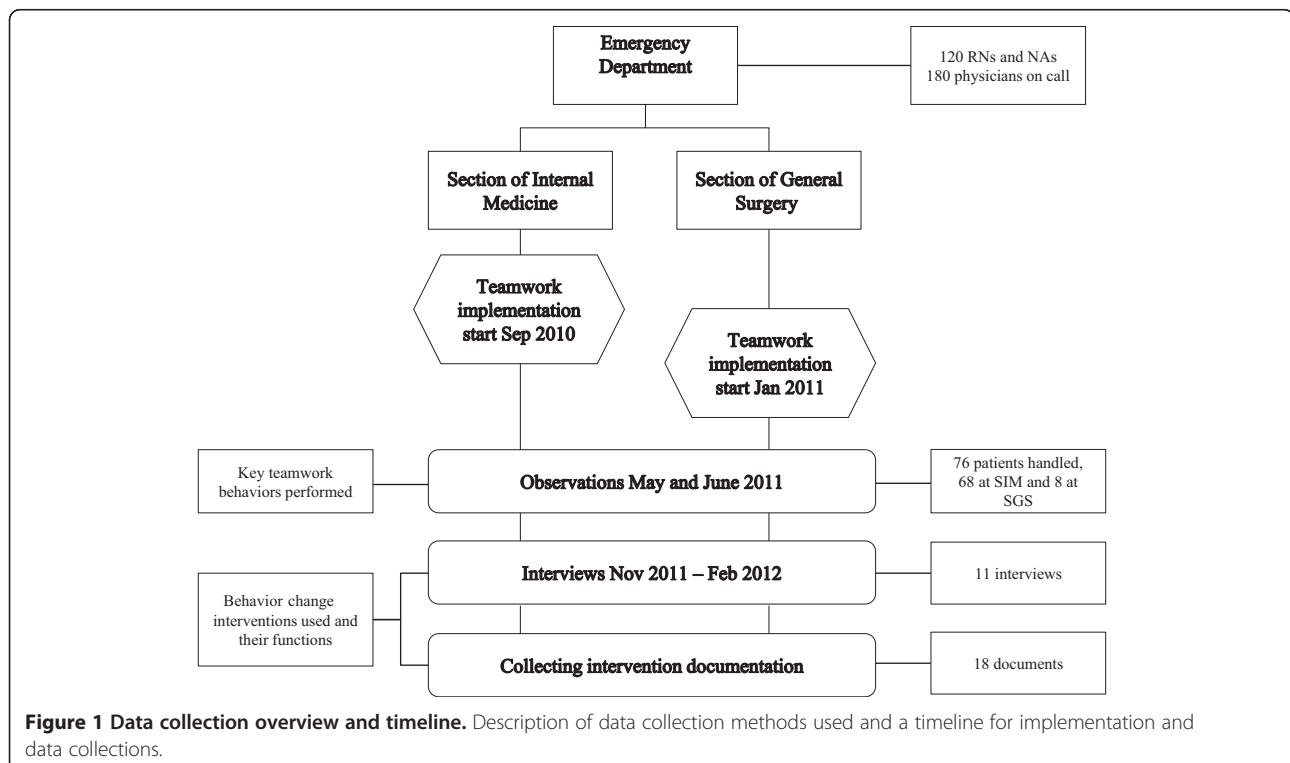 Emergency
Department
120 RNs and NAs
180 physicians on call
Section of Internal
Medicine
Section of General
Surgery
Teamwork
implementation
start Sep 2010
Teamwork
implementation
start Jan 2011
Key teamwork
behaviors performed
Observations May and June 2011
76 patients handled,
68 at SIM and 8 at
SGS
Interviews Nov 2011 – Feb 2012
11 interviews
Behavior change
interventions used and
their functions
Collecting intervention documentation
18 documents
Figure 1 Data collection overview and timeline. Description of data collection methods used and a timeline for implementation and
data collections.